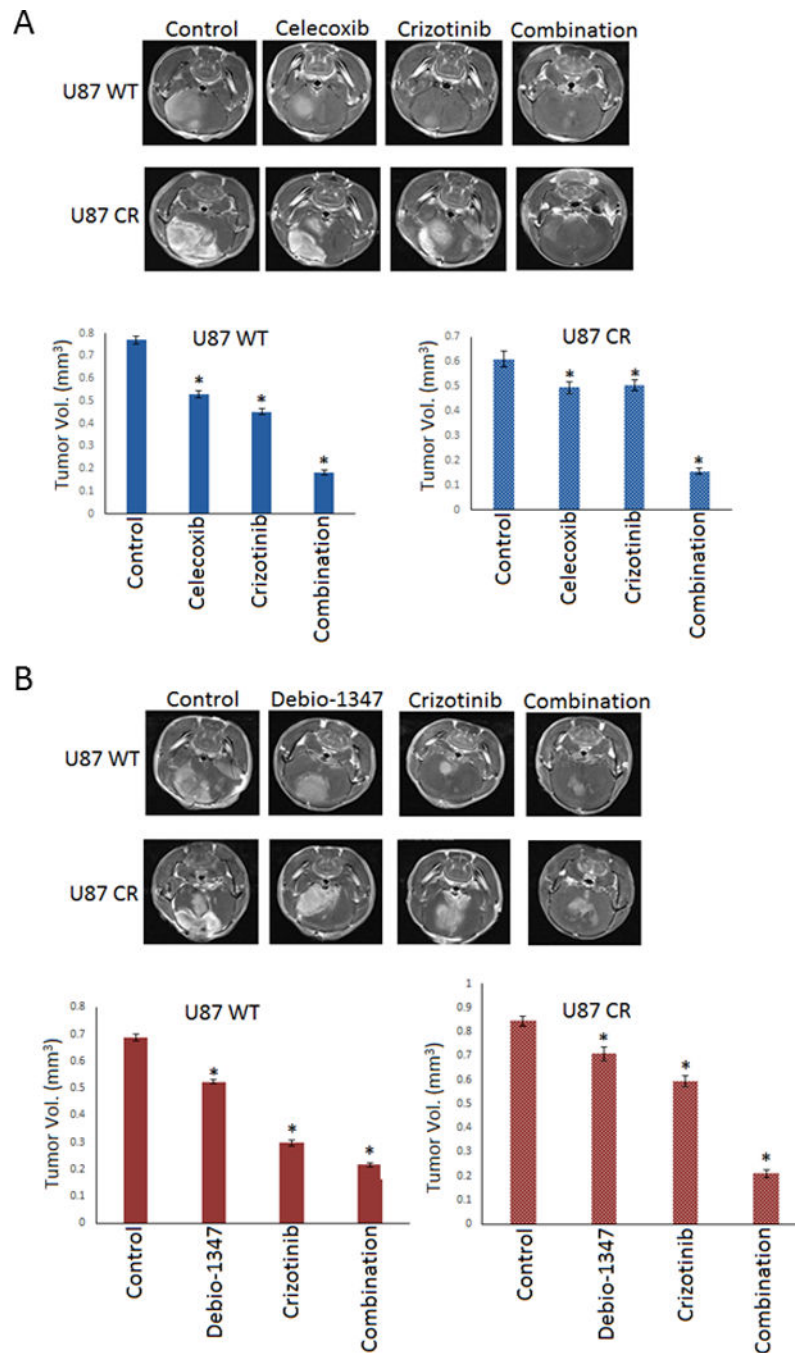 A
Control Celecoxib Crizotinib Combination
U87 WT
U87 CR
U87 WT
Tumor Vol. (mm³)
0.8
0.7
0.6
0.5
0.4
0.3
0.2
0.1
0
* * *
Control
Celecoxib
Crizotinib
Combination
U87 CR
Tumor Vol. (mm³)
0.7
0.6
0.5
0.4
0.3
0.2
0.1
0
* * *
Control
Celecoxib
Crizotinib
Combination
B
Control Debio-1347 Crizotinib Combination
U87 WT
U87 CR
U87 WT
Tumor Vol. (mm³)
0.8
0.7
0.6
0.5
0.4
0.3
0.2
0.1
0
* * *
Control
Debio-1347
Crizotinib
Combination
U87 CR
Tumor Vol. (mm³)
1
0.9
0.8
0.7
0.6
0.5
0.4
0.3
0.2
0.1
0
* * *
Control
Debio-1347
Crizotinib
Combination